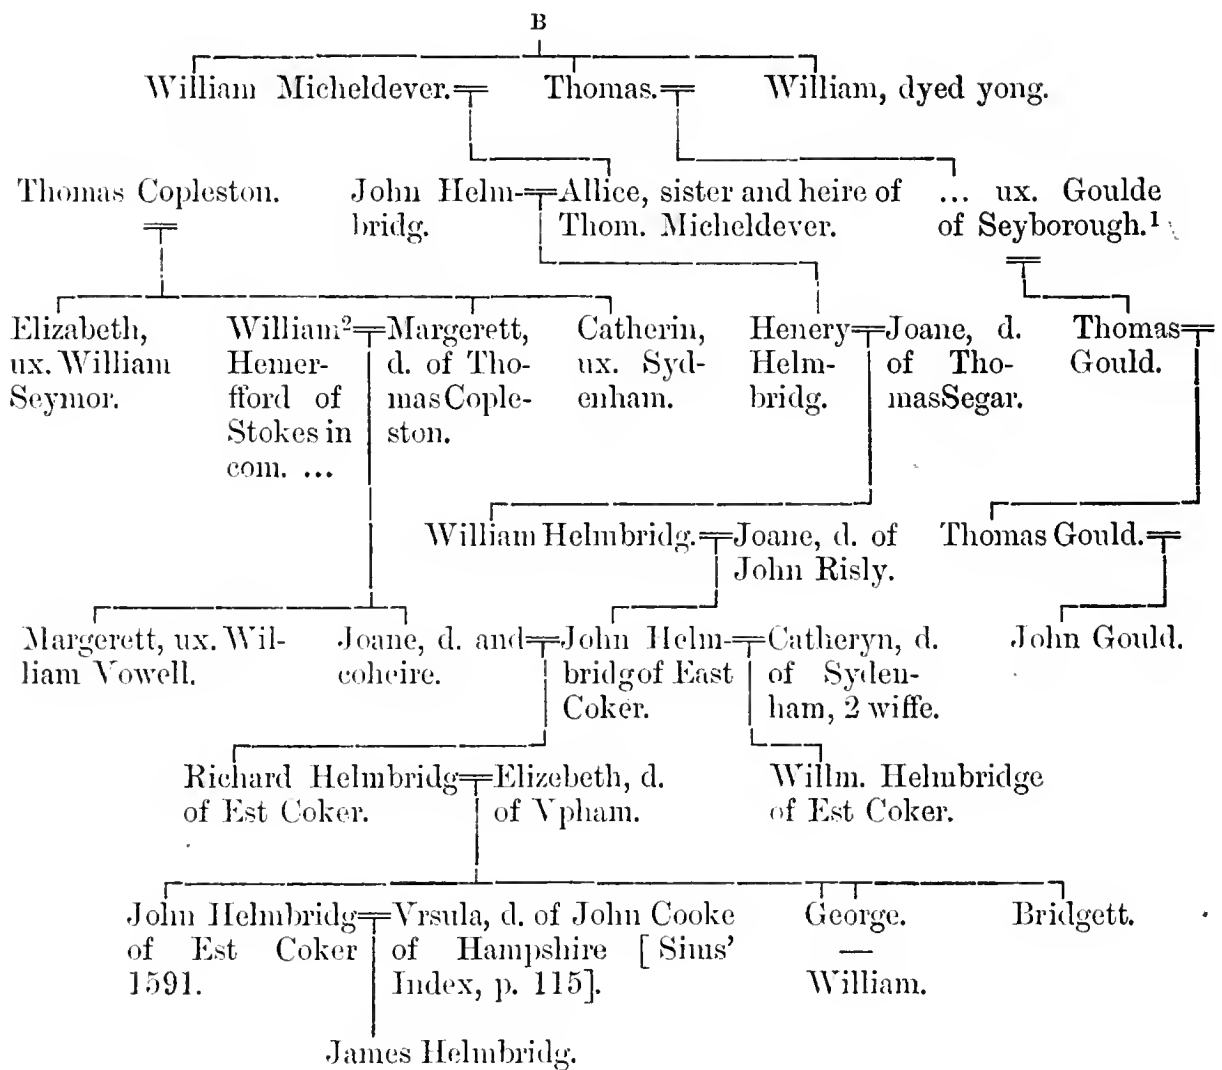 B
William Micheldever. Thomas. William, dyed yong.
Thomas Copleston.
John Helm-
bridg.
Allice, sister and heire of
Thom. Micheldever.
... ux. Goulde
of Seyborough.¹
Elizabeth,
ux. William
Seymor.
William²
Hemer-
fford of
Stokes in
com. ...
Margerett,
d. of Tho-
mas Cople-
ston.
Catherin,
ux. Syd-
enham.
Henery
Helm-
bridg.
Joane, d.
of Tho-
mas Segar.
Thomas
Gould.
William Helmbridg.
Joane, d. of
John Risly.
Thomas Gould.
Margerett, ux. Wil-
liam Vowell.
Joane, d. and
coheire.
John Helm-
bridg of East
Coker.
Catheryn, d.
of Syden-
ham, 2 wiffe.
John Gould.
Richard Helmbridg
of Est Coker.
Elizebeth, d.
of Vpham.
Willm. Helmbridge
of Est Coker.
John Helmbridg
of Est Coker
1591.
Vrsula, d. of John Cooke
of Hampshire [Sims'
Index, p. 115].
George.
—
William.
Bridgett.
James Helmbridg.